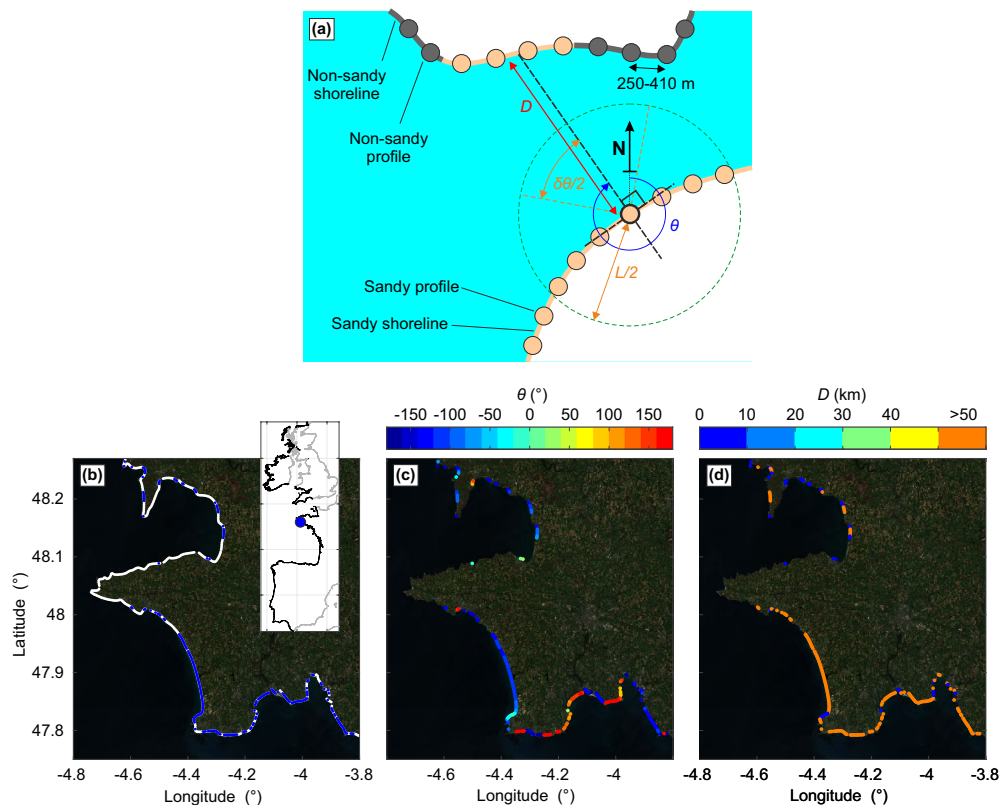 (a)
Non-sandy
shoreline
Non-sandy
profile
250-410 m
D
N
δθ/2
θ
L/2
Sandy profile
Sandy shoreline
θ (°)
-150 -100 -50 0 50 100 150
D (km)
0 10 20 30 40 >50
(b)
(c)
(d)
48.2
48.1
48
47.9
47.8
Latitude (°)
-4.8 -4.6 -4.4 -4.2 -4 -3.8
Longitude (°)
-4.6 -4.4 -4.2 -4
Longitude (°)
-4.8 -4.6 -4.4 -4.2 -4 -3.8
Longitude (°)